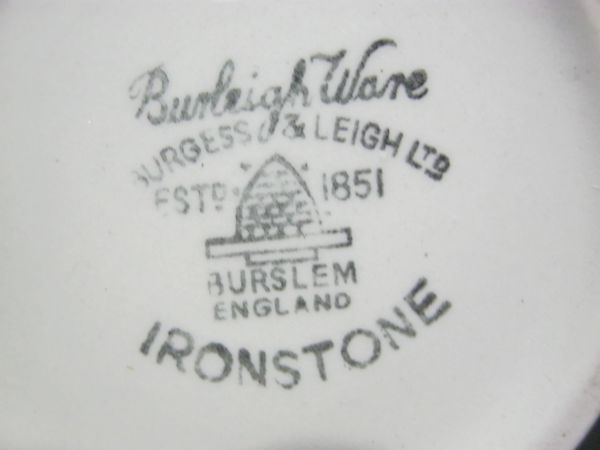 Burleigh Ware
BURGESS & LEIGH LTD
ESTD 1851
BURSLEM
ENGLAND
IRONSTONE